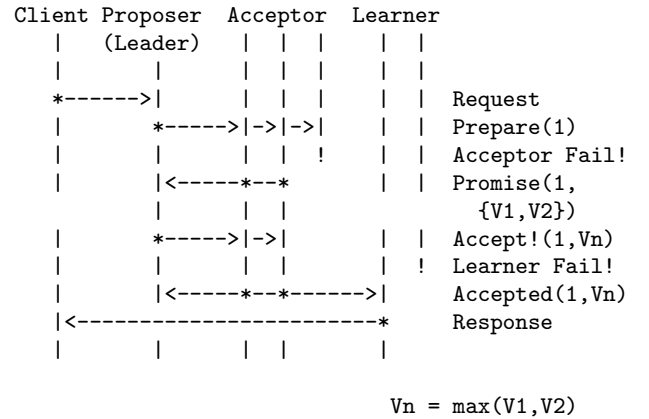 Client Proposer Acceptor Learner
   |   (Leader)    |  |  |     |  |
   |       |       |  |  |     |  |
   *------>|       |  |  |     |  |  Request
   |       *------>|->|->|     |  |  Prepare(1)
   |       |       |  |  !     |  |  Acceptor Fail!
   |       |<------*--*        |  |  Promise(1,
           |       |  |                {V1,V2})
   |       *------>|->|        |  |  Accept!(1,Vn)
   |       |       |  |        |  !  Learner Fail!
   |       |<------*--*------->|     Accepted(1,Vn)
   |<--------------------------*     Response
   |       |       |  |        |
Vn = max(V1,V2)